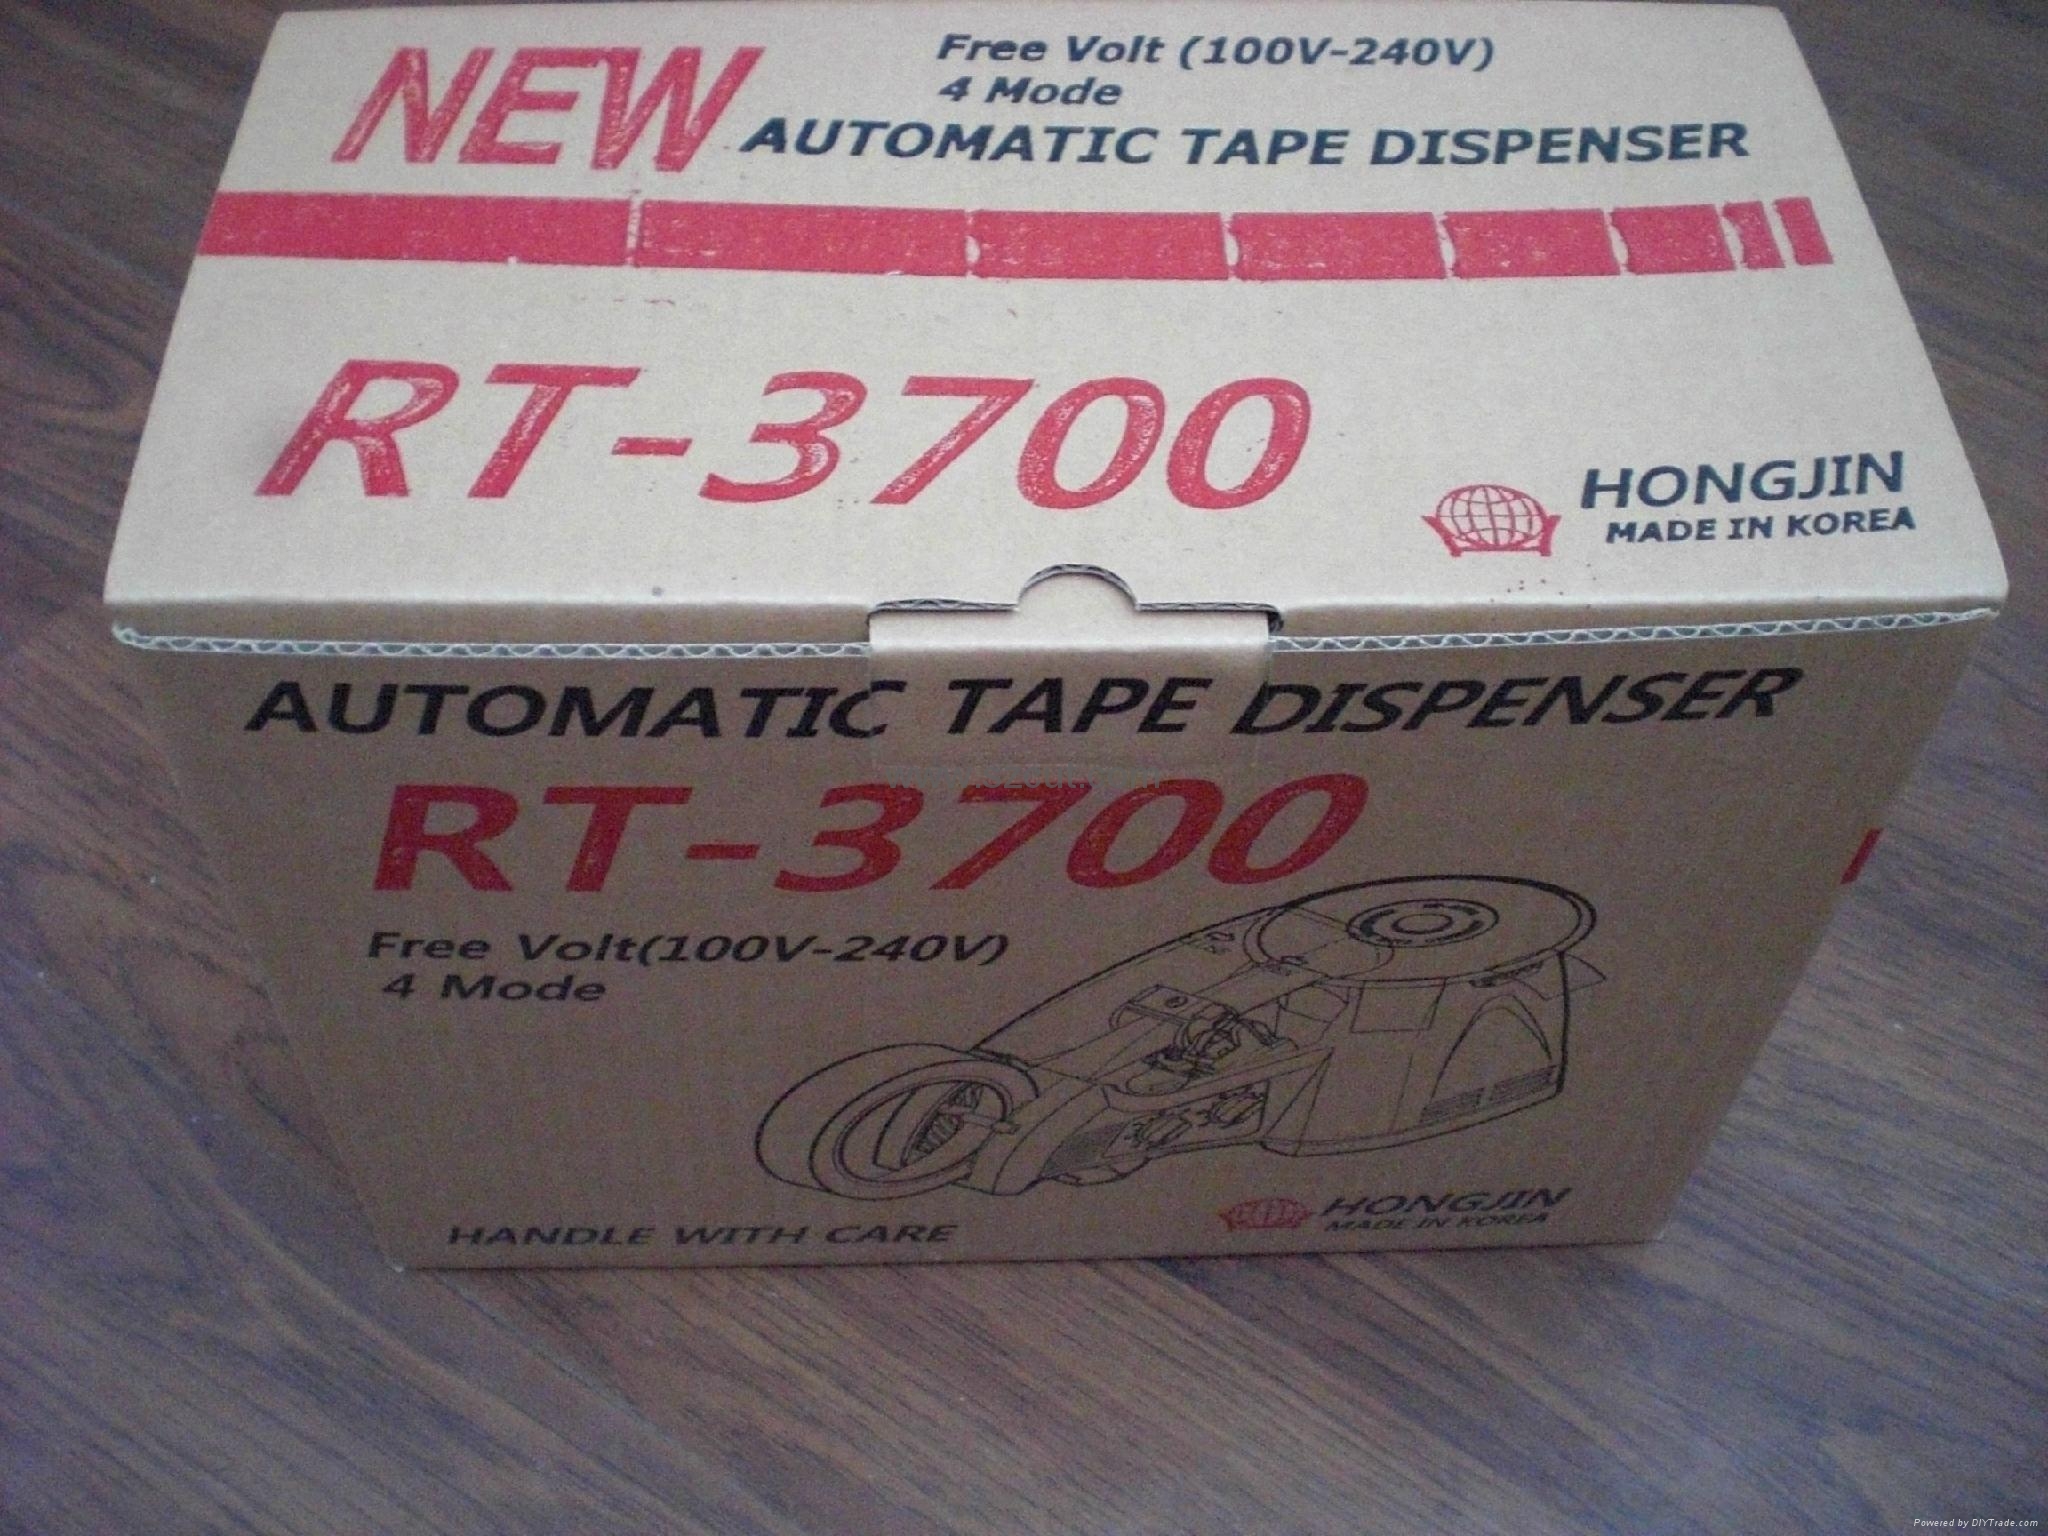 NEW
Free Volt (100V-240V)
4 Mode
AUTOMATIC TAPE DISPENSER
RT-3700
HONGJIN
MADE IN KOREA
AUTOMATIC TAPE DISPENSER
RT-3700
Free Volt(100V-240V)
4 Mode
HANDLE WITH CARE
HONGJIN
MADE IN KOREA
Powered by DIYTrade.com